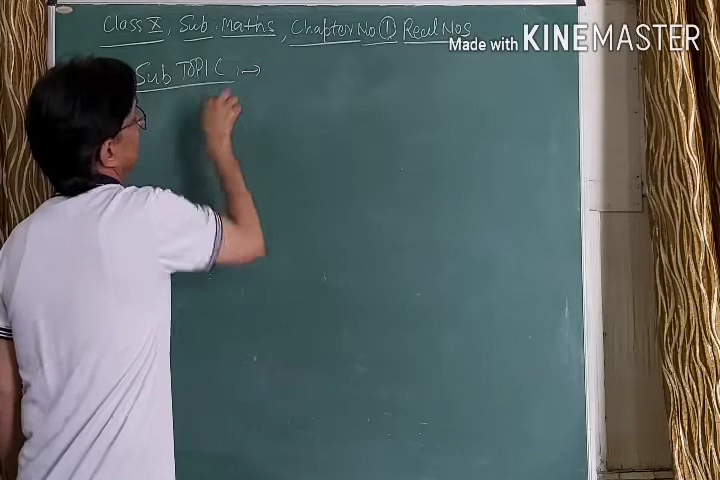 Class X, Sub: Maths, Chapter No ① Real Nos
Made with KINEMASTER
Sub TOPIC :→